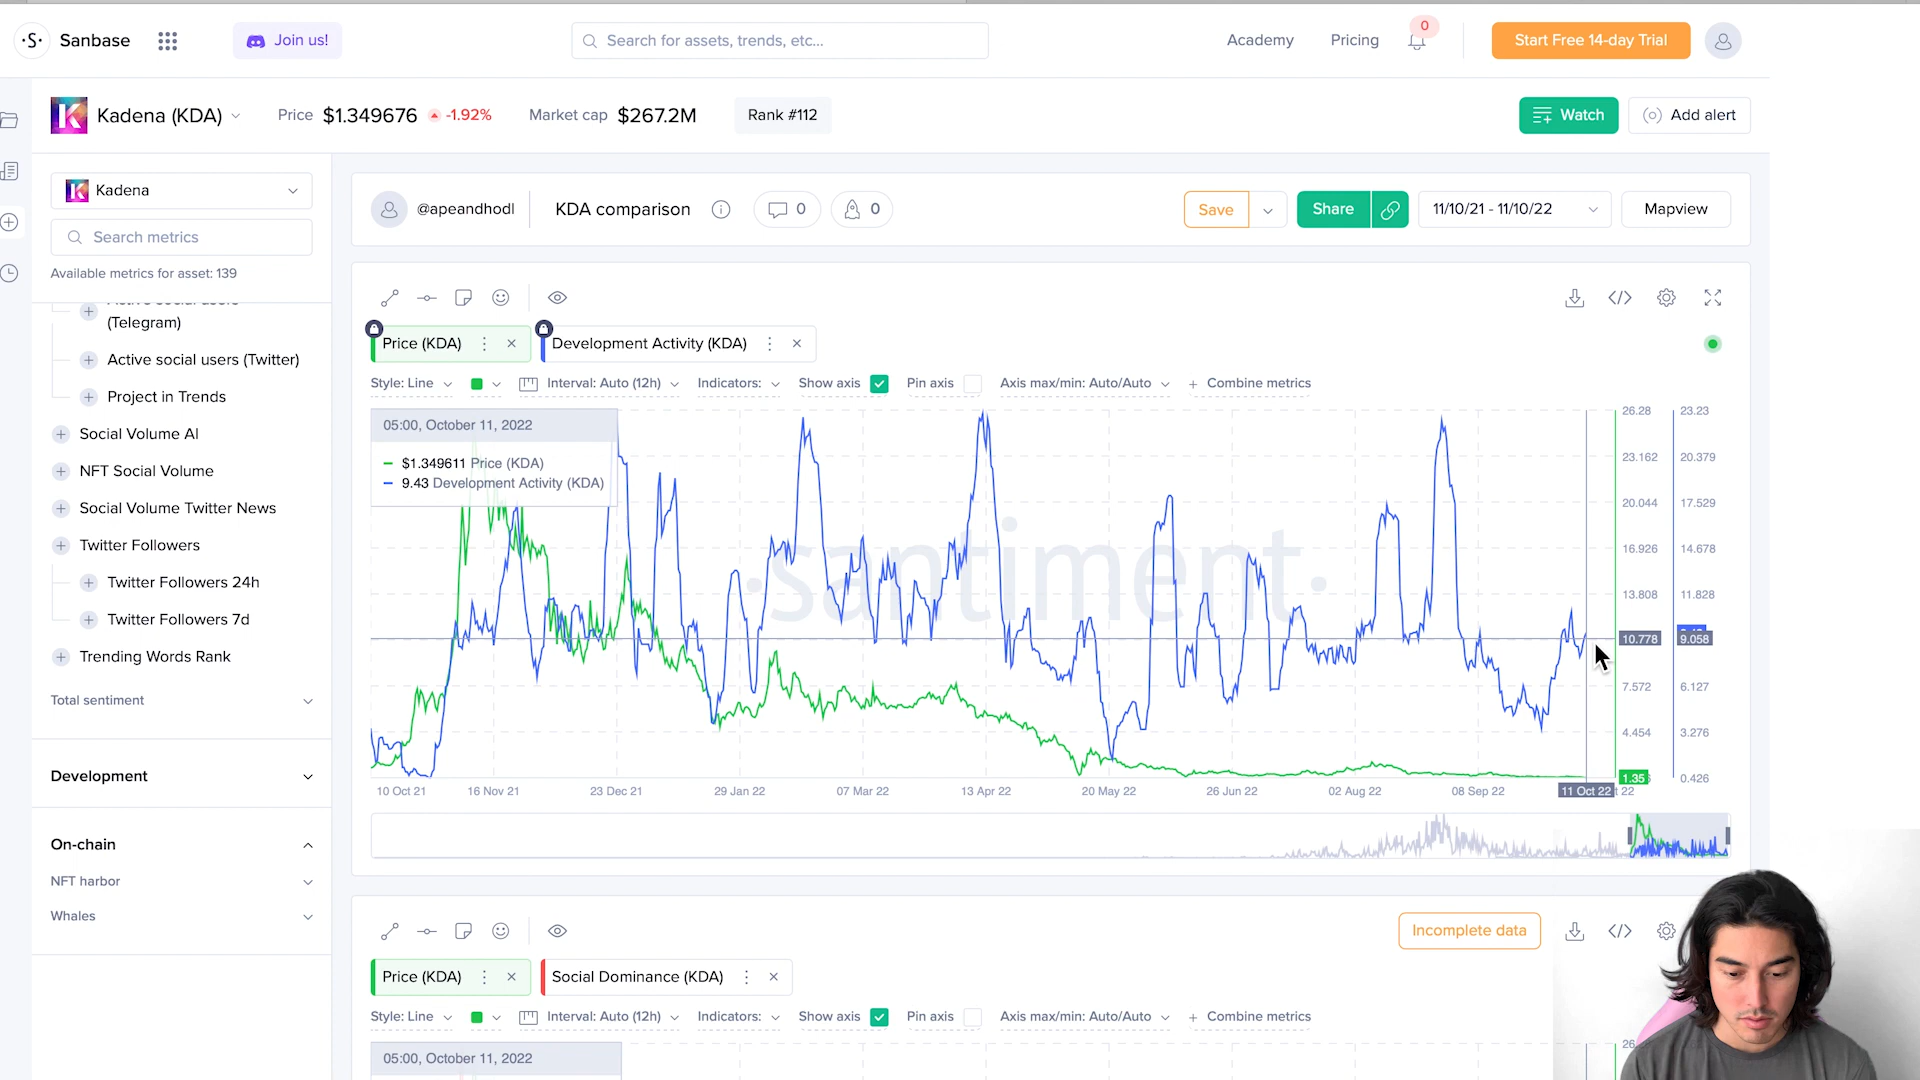 ·S· Sanbase
Join us!
Search for assets, trends, etc...
Academy
Pricing
0
Start Free 14-day Trial
Kadena (KDA)
Price $1.349676 -1.92%
Market cap $267.2M
Rank #112
Watch
Add alert
Kadena
Search metrics
Available metrics for asset: 139
(Telegram)
Active social users (Twitter)
Project in Trends
Social Volume AI
NFT Social Volume
Social Volume Twitter News
Twitter Followers
Twitter Followers 24h
Twitter Followers 7d
Trending Words Rank
Total sentiment
Development
On-chain
NFT harbor
Whales
@apeandhodl
KDA comparison
0
0
Save
Share
11/10/21 - 11/10/22
Mapview
Price (KDA)
Development Activity (KDA)
Style: Line
Interval: Auto (12h)
Indicators:
Show axis
Pin axis
Axis max/min: Auto/Auto
+ Combine metrics
05:00, October 11, 2022
$1.349611 Price (KDA)
9.43 Development Activity (KDA)
·santiment·
26.28 23.23
23.162 20.379
20.044 17.529
16.926 14.678
13.808 11.828
10.778 9.058
7.572 6.127
4.454 3.276
1.35 0.426
10 Oct 21 16 Nov 21 23 Dec 21 29 Jan 22 07 Mar 22 13 Apr 22 20 May 22 26 Jun 22 02 Aug 22 08 Sep 22 11 Oct 22
Incomplete data
Price (KDA)
Social Dominance (KDA)
Style: Line
Interval: Auto (12h)
Indicators:
Show axis
Pin axis
Axis max/min: Auto/Auto
+ Combine metrics
05:00, October 11, 2022